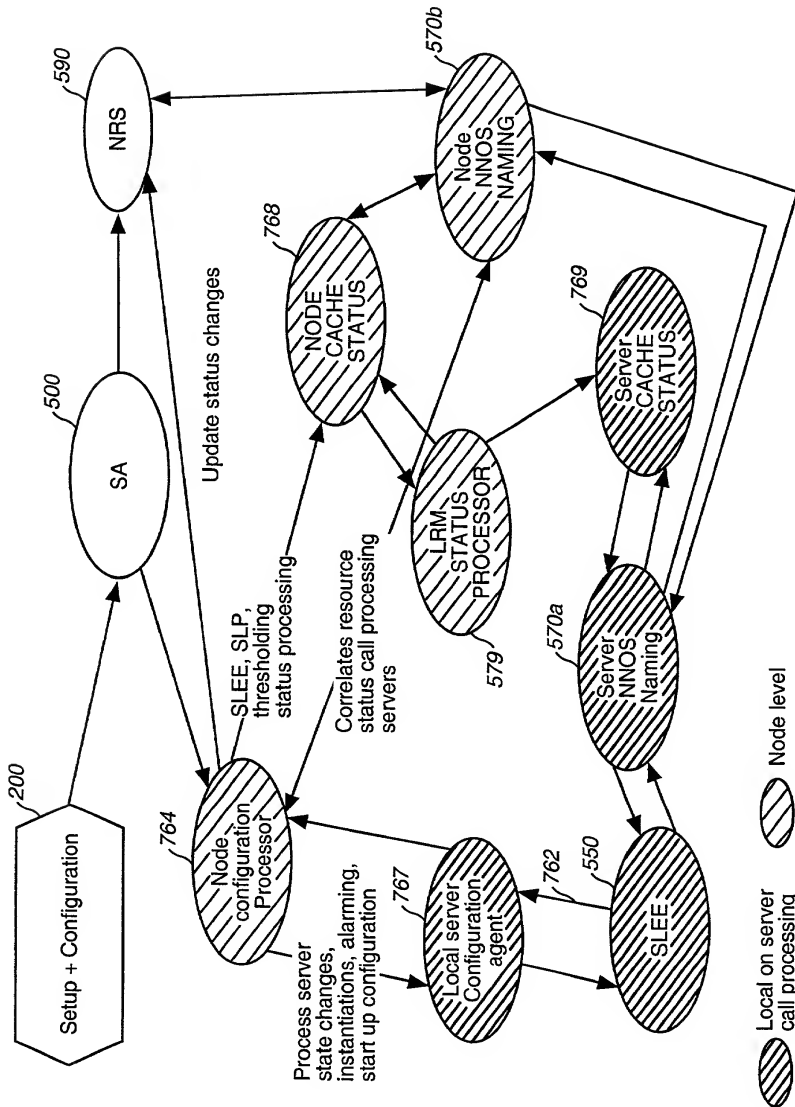 200
Setup + Configuration
500
SA
590
NRS
Update status changes
764
Node
configuration
Processor
SLEE, SLP,
thresholding
status processing
768
NODE
CACHE
STATUS
570b
Node
NNOS
NAMING
Process server
state changes,
instantiations, alarming,
start up configuration
Correlates resource
status call processing
servers
LRM
STATUS
PROCESSOR
579
767
Local server
Configuration
agent
769
Server
CACHE
STATUS
762
550
SLEE
570a
Server
NNOS
Naming
Local on server
call processing
Node level